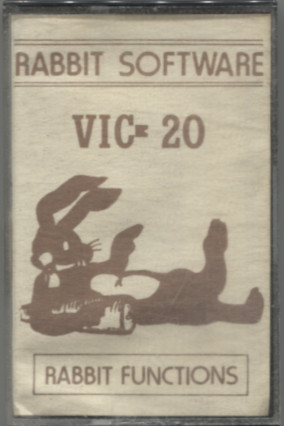 RABBIT SOFTWARE
VIC 20
RABBIT FUNCTIONS